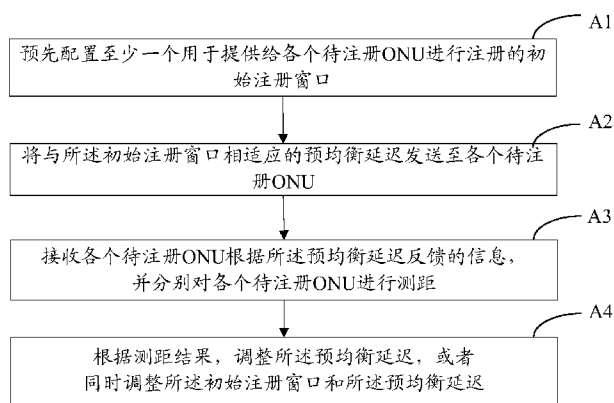 A1
预先配置至少一个用于提供给各个待注册ONU进行注册的初
始注册窗口
A2
将与所述初始注册窗口相适应的预均衡延迟发送至各个待注
册ONU
A3
接收各个待注册ONU根据所述预均衡延迟反馈的信息，
并分别对各个待注册ONU进行测距
A4
根据测距结果，调整所述预均衡延迟，或者
同时调整所述初始注册窗口和所述预均衡延迟